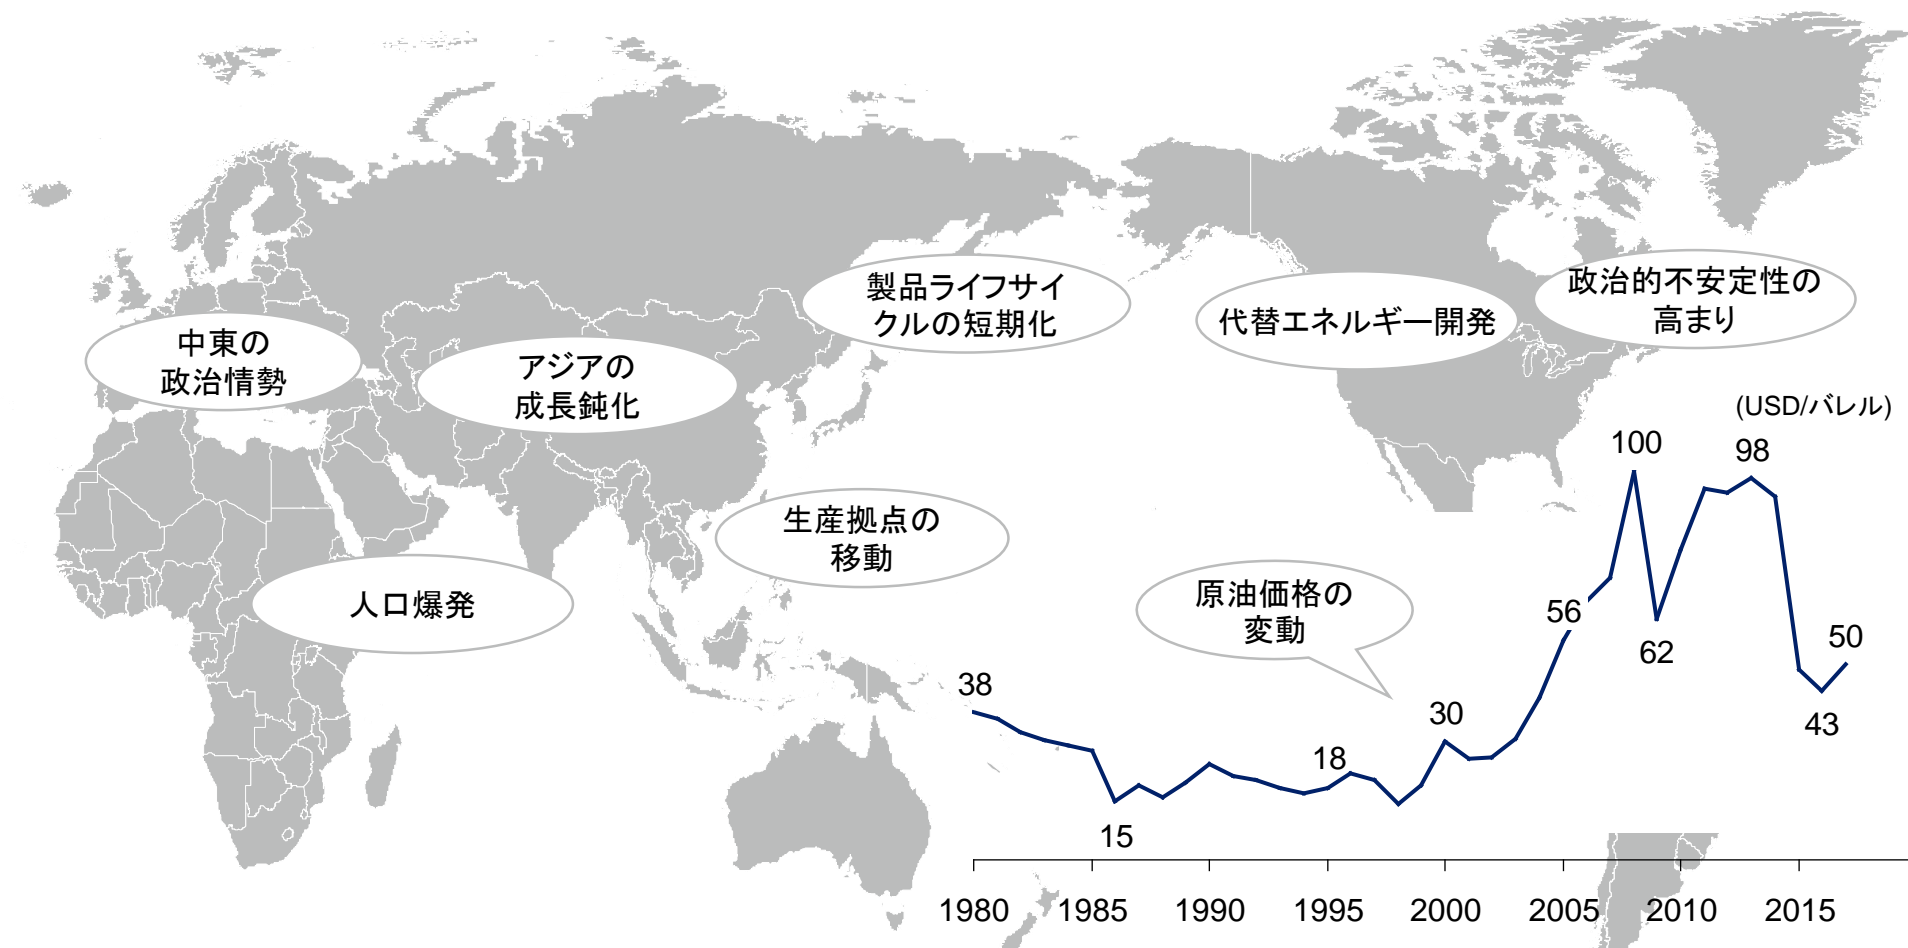 製品ライフサイ
クルの短期化
政治的不安定性の
高まり
代替エネルギー開発
中東の
政治情勢
アジアの
成長鈍化
生産拠点の
移動
人口爆発
原油価格の
変動
(USD/バレル)
100
98
56
62
50
43
38
30
18
15
1980
1985
1990
1995
2000
2005
2010
2015